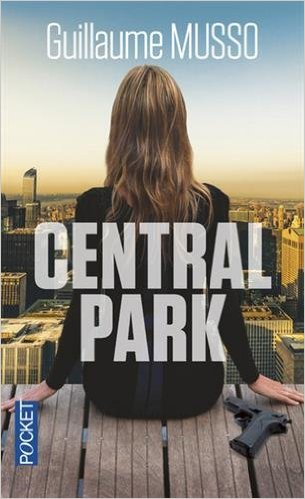 Guillaume MUSSO
CENTRAL
PARK
POCKET